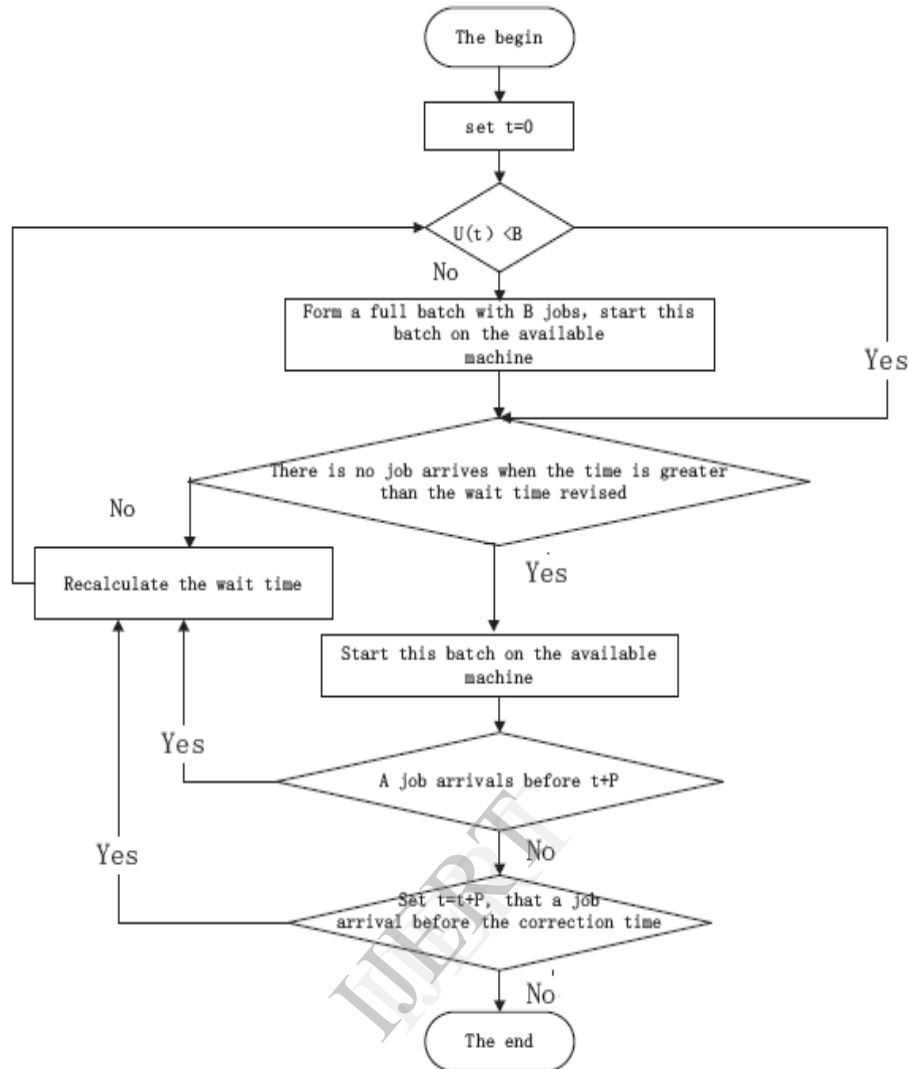 The begin
set t=0
U(t) <B
No
Form a full batch with B jobs, start this
batch on the available
machine
Yes
There is no job arrives when the time is greater
than the wait time revised
No
Yes
Recalculate the wait time
Start this batch on the available
machine
Yes
A job arrivals before t+P
No
Yes
Set t=t+P, that a job
arrival before the correction time
No
The end
IJERT